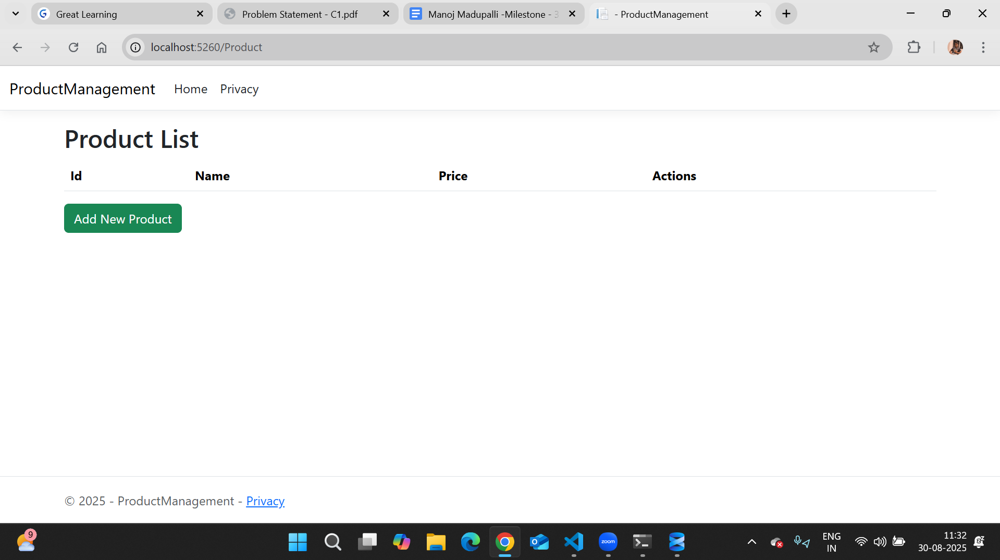 Great Learning
Problem Statement - C1.pdf
Manoj Madupalli -Milestone - 3
- ProductManagement
localhost:5260/Product
ProductManagement
Home
Privacy
Product List
Id Name Price Actions
Add New Product
© 2025 - ProductManagement - Privacy
9
zoom
ENG
IN
11:32
30-08-2025